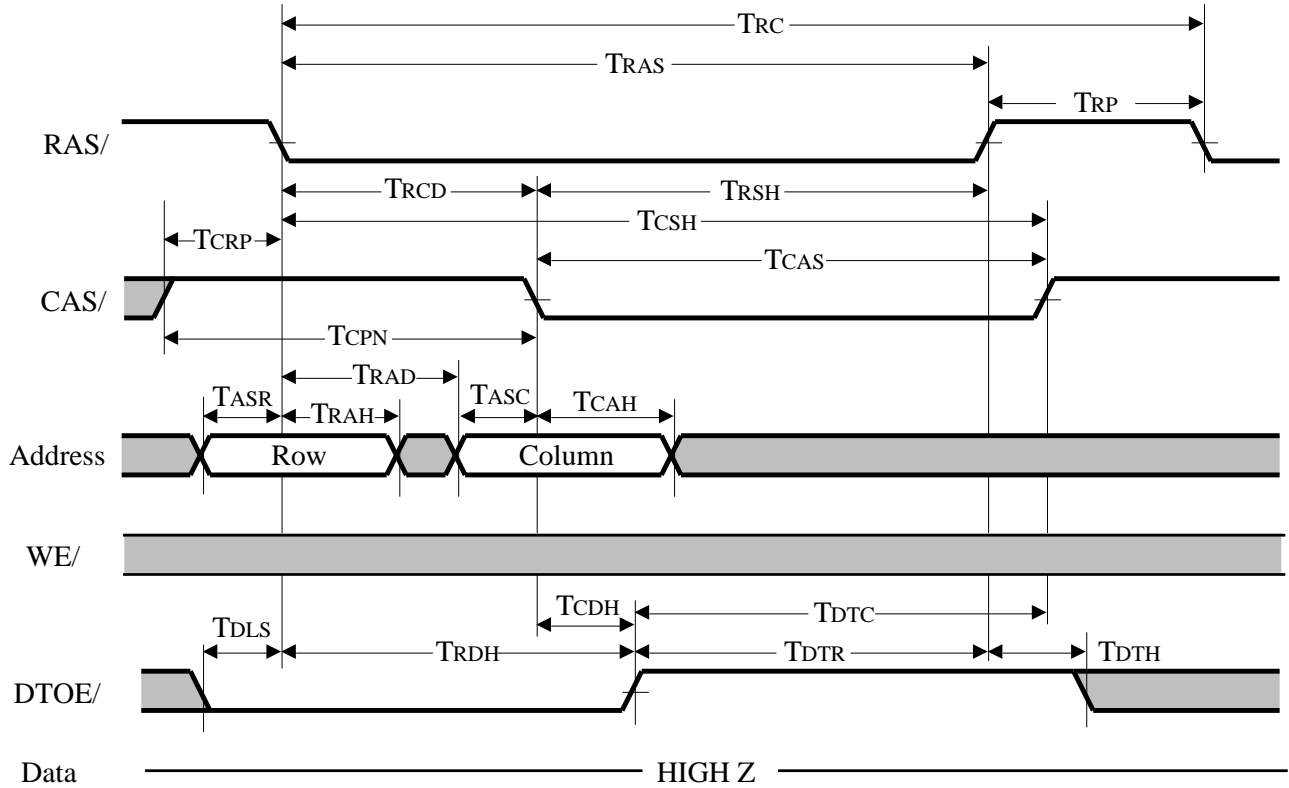 TRC
TRAS
TRP
RAS/
TRCD
TRSH
TCSH
TCRP
TCAS
CAS/
TCPN
TRAD
TASR
TASC
TCAH
TRAH
Address
Row
Column
WE/
TCDH
TDTC
TDLS
TRDH
TDTR
TDTH
DTOE/
Data
HIGH Z